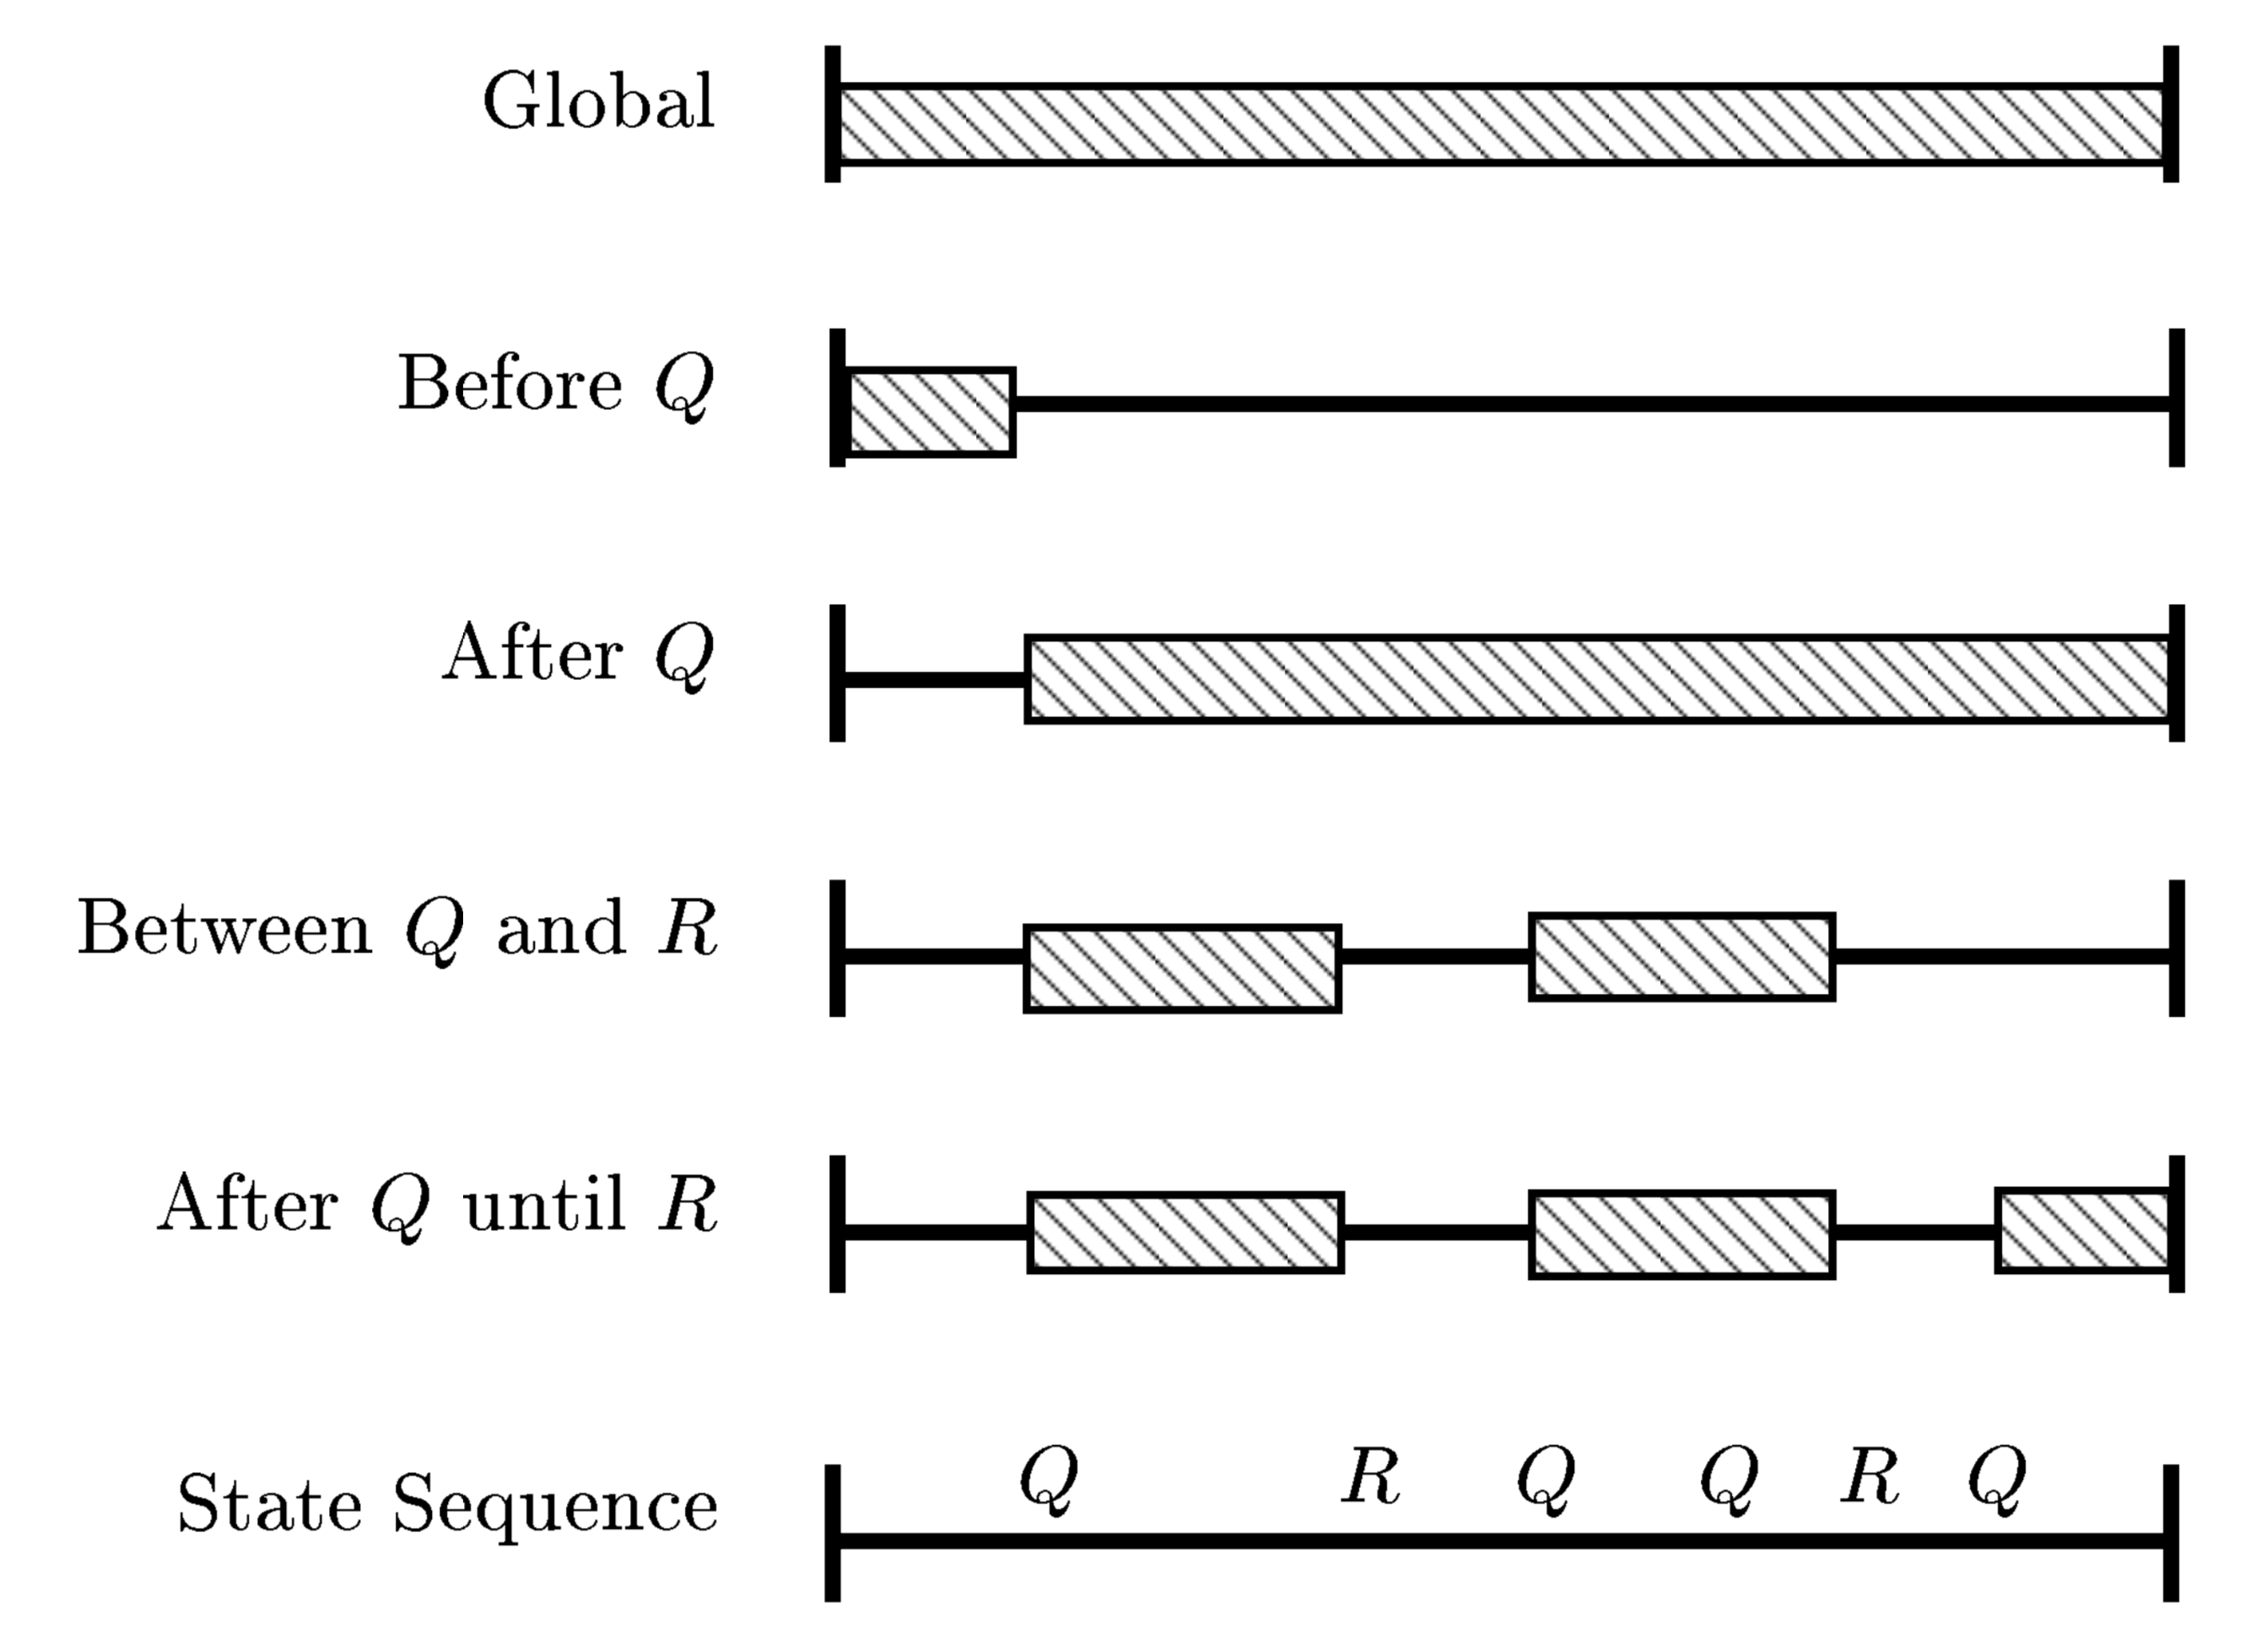 Global
Before Q
After Q
Between Q and R
After Q until R
State Sequence Q R Q Q R Q